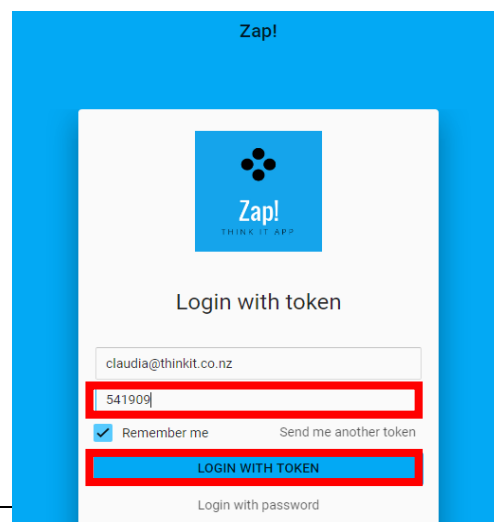 Zap!
Zap!
THINK IT APP
Login with token
claudia@thinkit.co.nz
541909
Remember me Send me another token
LOGIN WITH TOKEN
Login with password